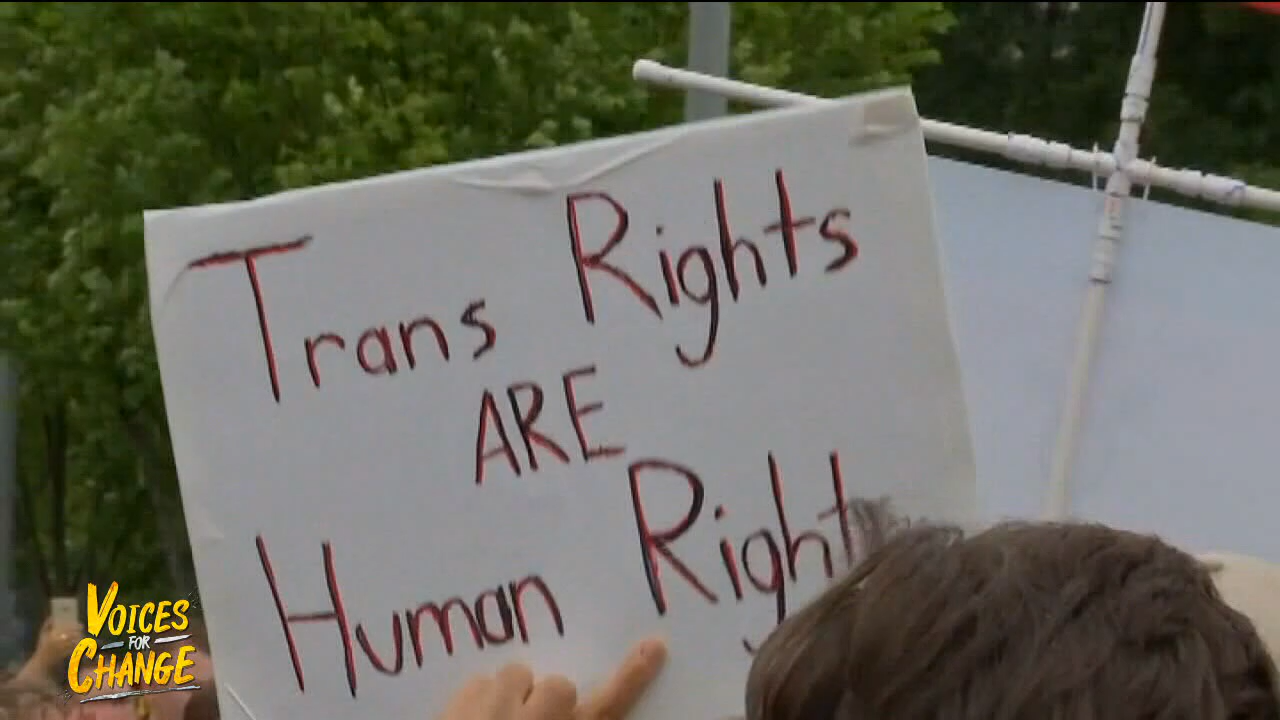 Trans Rights
ARE
Human Right
VOICES
FOR
CHANGE